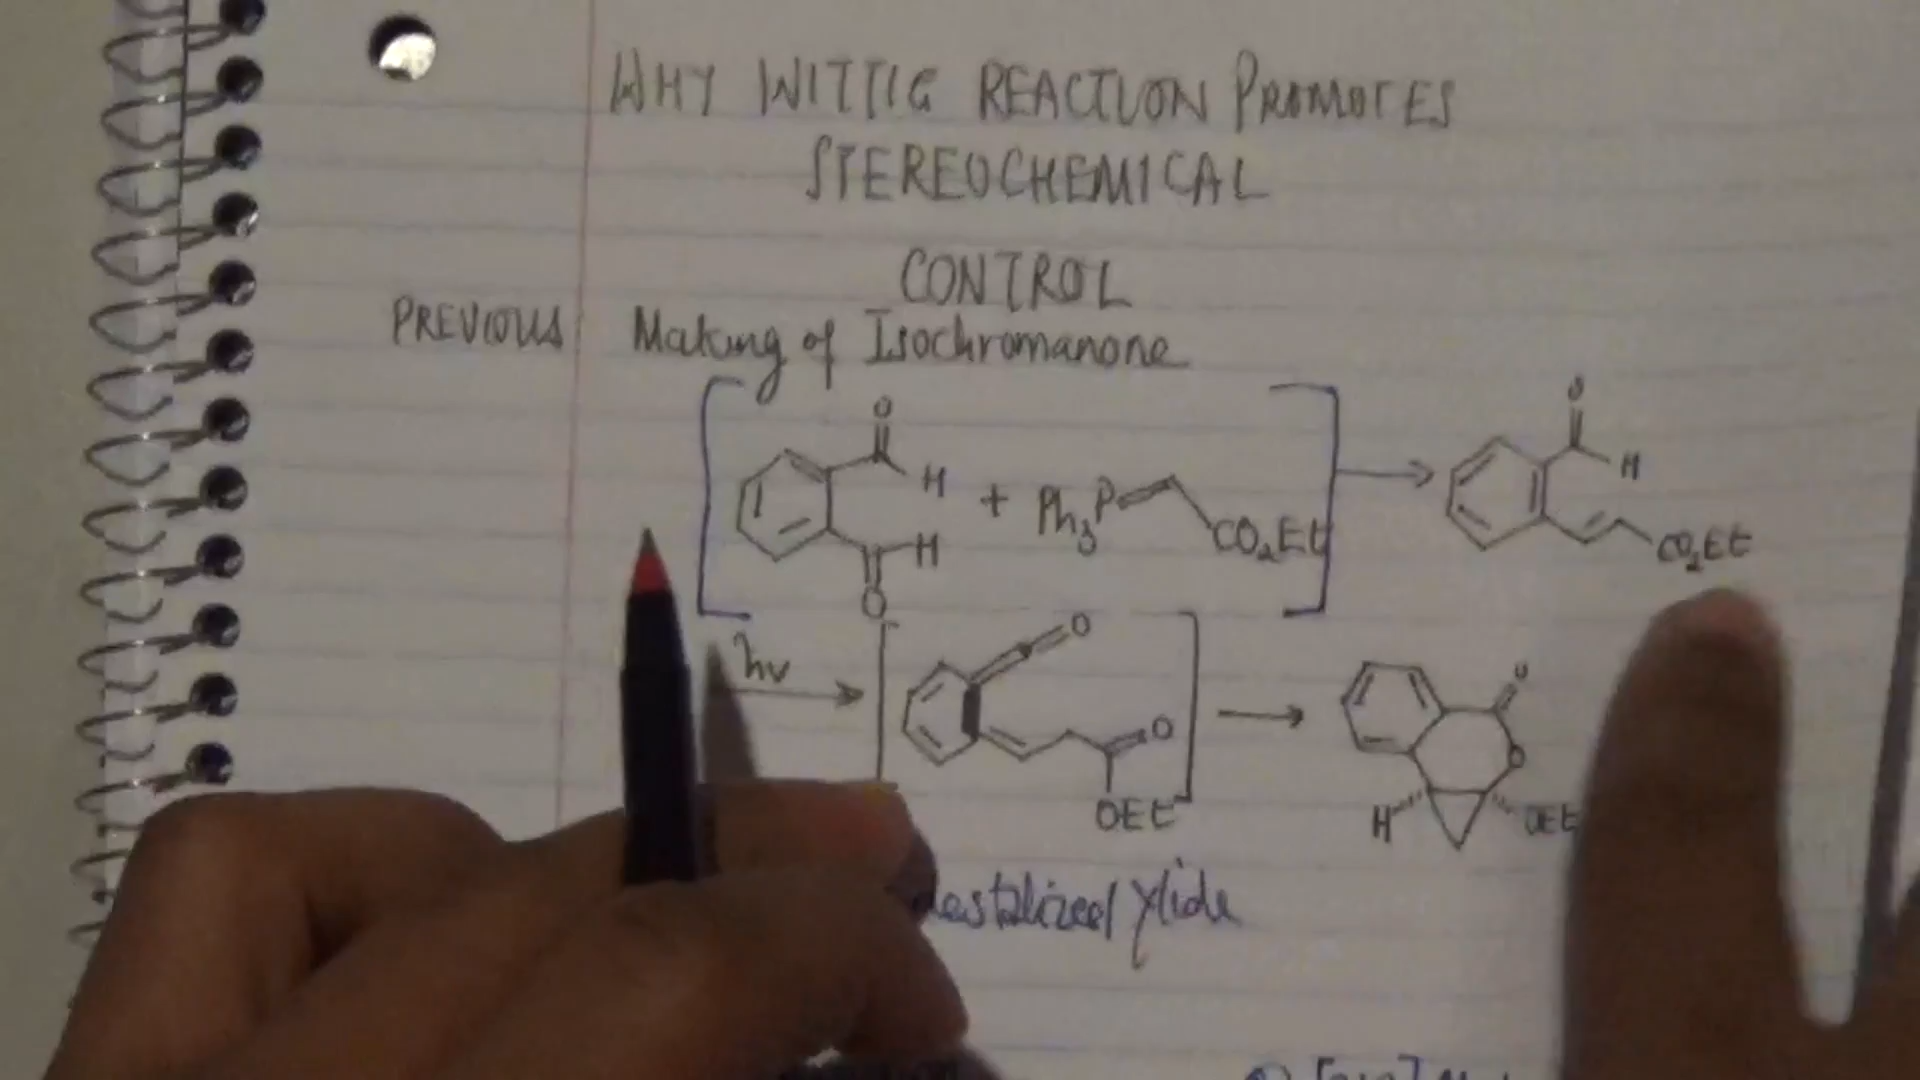 WHY WITTIG REACTION PROMOTES
STEREOCHEMICAL
CONTROL
PREVIOUS Making of Isochromanone
O H H O + Ph3P CO2Et O H CO2Et
hν O O OEt O O H OEt
Ylide